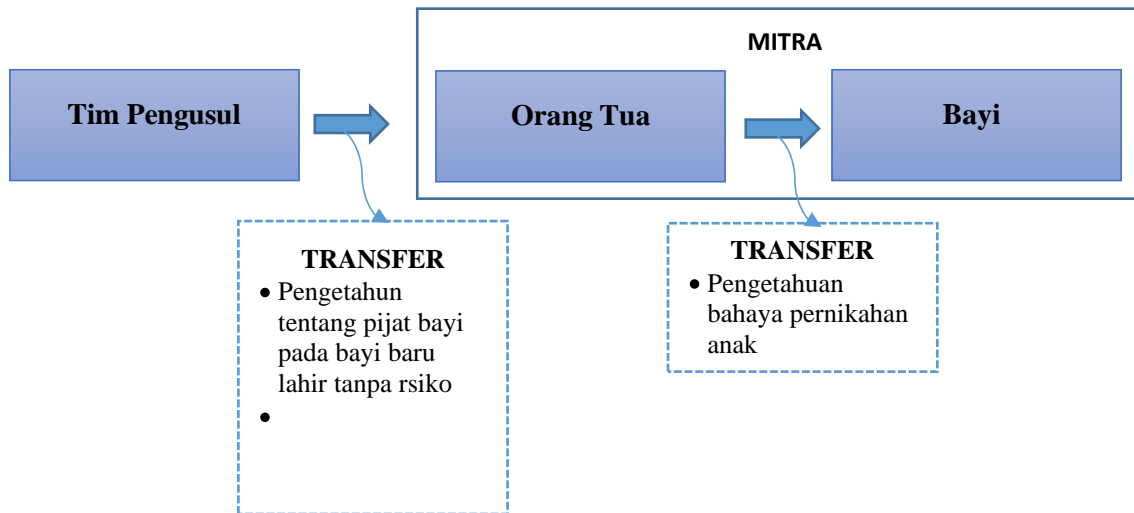 MITRA
Tim Pengusul
Orang Tua
Bayi
TRANSFER
• Pengetahun
tentang pijat bayi
pada bayi baru
lahir tanpa rsiko
•
TRANSFER
• Pengetahuan
bahaya pernikahan
anak